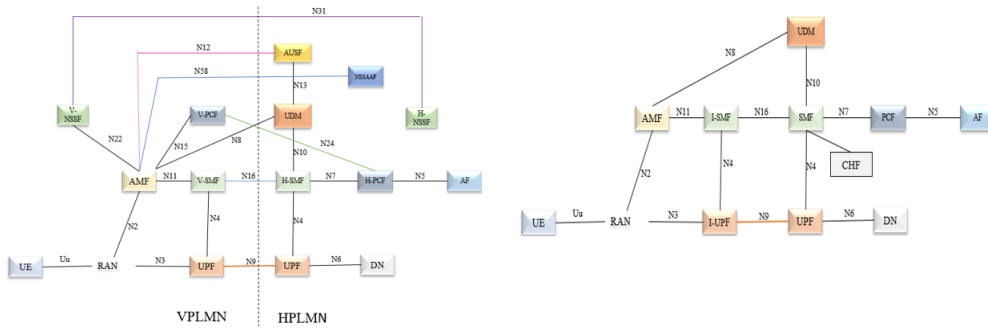 N31
N12
AUSF
N58
NSSAAF
N13
V-
NSSF
V-PCF
UDM
H-
NSSF
N22
N15
N8
N24
N10
AMF
N11
V-SMF
N16
H-SMF
N7
H-PCF
N5
AF
N2
N4
N4
UE
Uu
RAN
N3
UPF
N9
UPF
N6
DN
VPLMN
HPLMN
UDM
N8
N10
AMF
N11
I-SMF
N16
SMF
N7
PCF
N5
AF
CHF
N2
N4
N4
UE
Uu
RAN
N3
I-UPF
N9
UPF
N6
DN